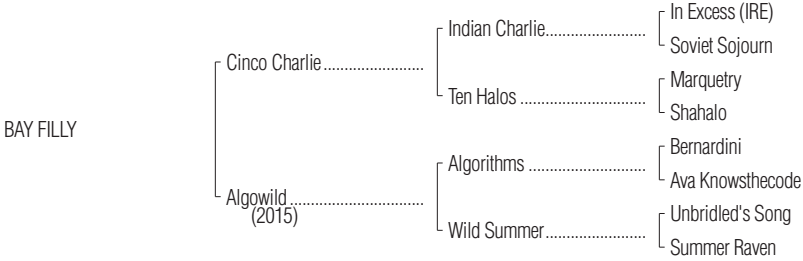 In Excess (IRE)
Indian Charlie.......................
Soviet Sojourn
Cinco Charlie.......................
Marquetry
Ten Halos.............................
Shahalo
BAY FILLY
Bernardini
Algorithms...........................
Ava Knowsthecode
Algowild...............................
(2015)
Unbridled's Song
Wild Summer.......................
Summer Raven